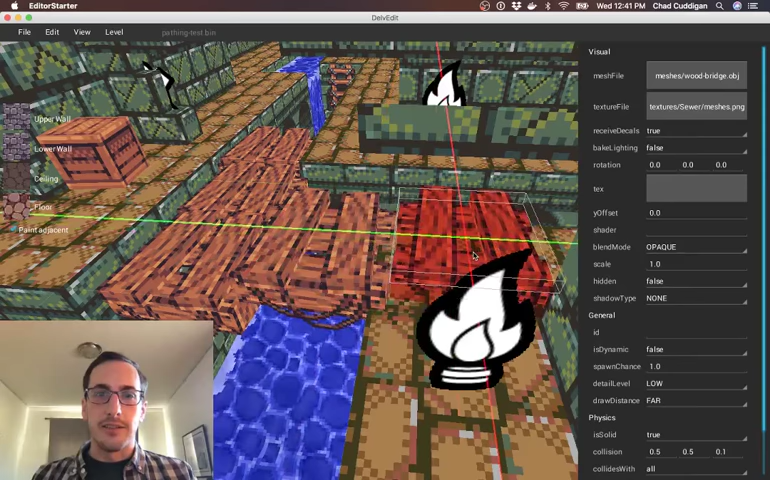 EditorStarter
Wed 12:41 PM Chad Cuddigan
DelvEdit
File Edit View Level pathing-test.bin
Upper Wall
Lower Wall
Ceiling
Floor
Paint adjacent
Visual
meshFile meshes/wood-bridge.obj
textureFile textures/Sewer/meshes.png
receiveDecals true
bakeLighting false
rotation 0.0 0.0 0.0
tex
yOffset 0.0
shader
blendMode OPAQUE
scale 1.0
hidden false
shadowType NONE
General
id
isDynamic false
spawnChance 1.0
detailLevel LOW
drawDistance FAR
Physics
isSolid true
collision 0.5 0.5 0.1
collidesWith all